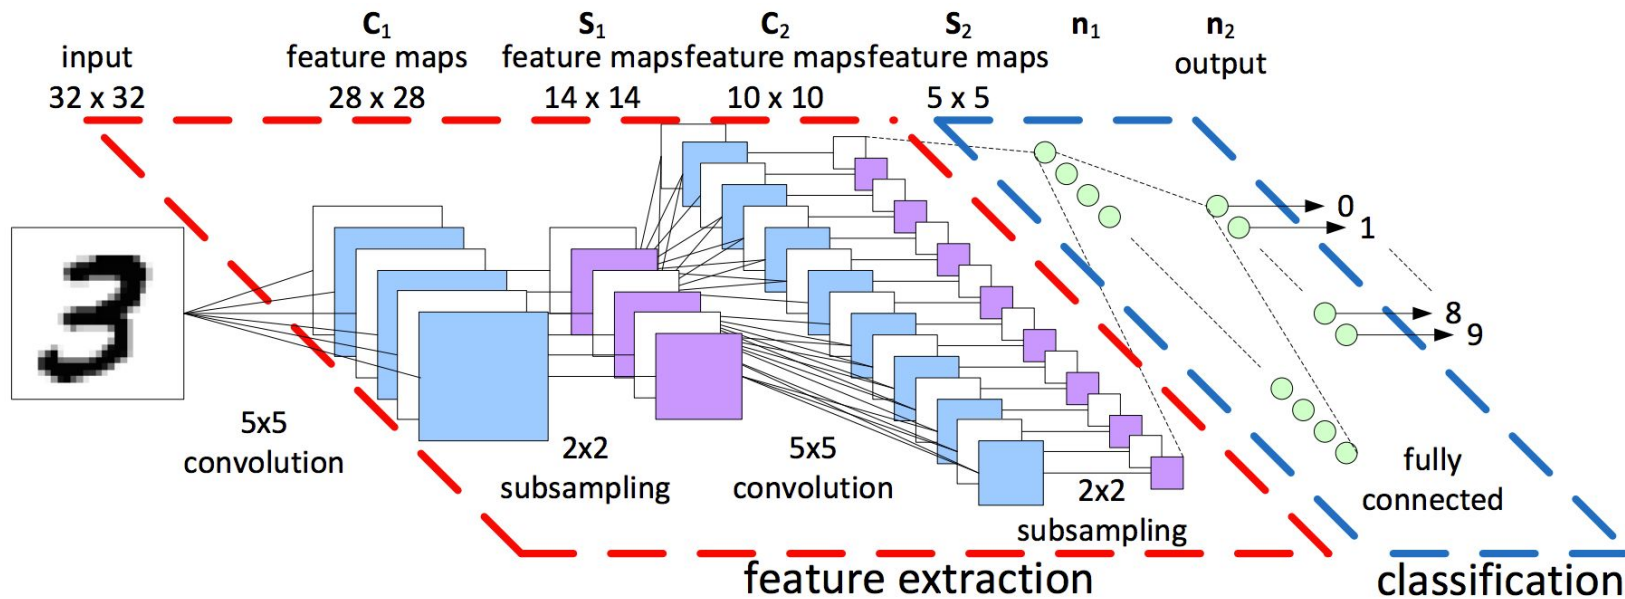 input
32 x 32
C1
feature maps
28 x 28
S1
feature maps
14 x 14
C2
feature maps
10 x 10
S2
feature maps
5 x 5
n1
n2
output
3
0
1
8
9
5x5
convolution
2x2
subsampling
5x5
convolution
2x2
subsampling
fully
connected
feature extraction
classification